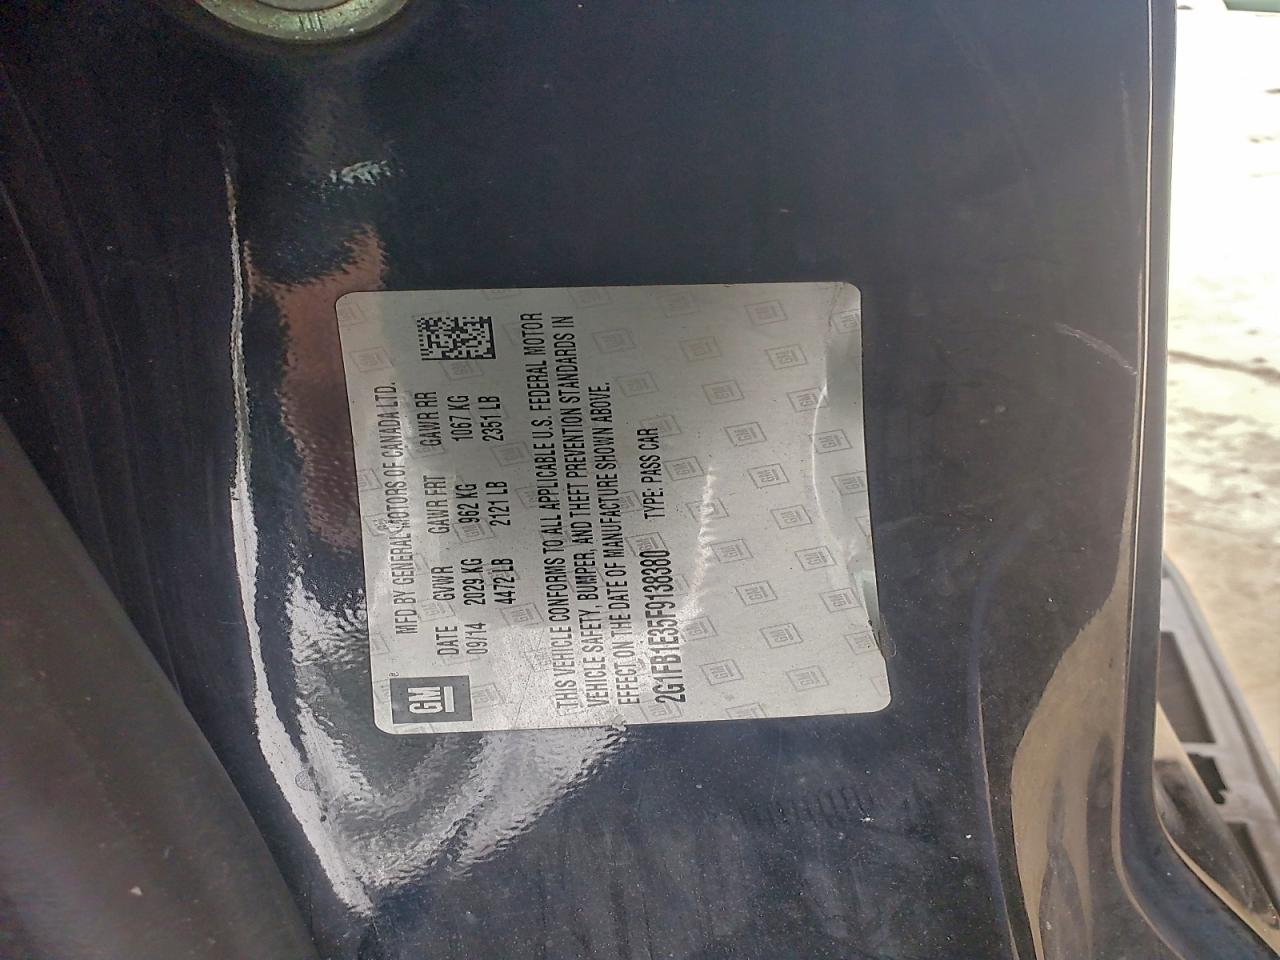 GM
MFD BY GENERAL MOTORS OF CANADA LTD.
DATE GVWR GAWR FRT GAWR RR
09/14 2029 KG 962 KG 1067 KG
4472 LB 2121 LB 2351 LB
THIS VEHICLE CONFORMS TO ALL APPLICABLE U.S. FEDERAL MOTOR
VEHICLE SAFETY, BUMPER, AND THEFT PREVENTION STANDARDS IN
EFFECT ON THE DATE OF MANUFACTURE SHOWN ABOVE.
2G1FB1E35F9138380 TYPE: PASS CAR